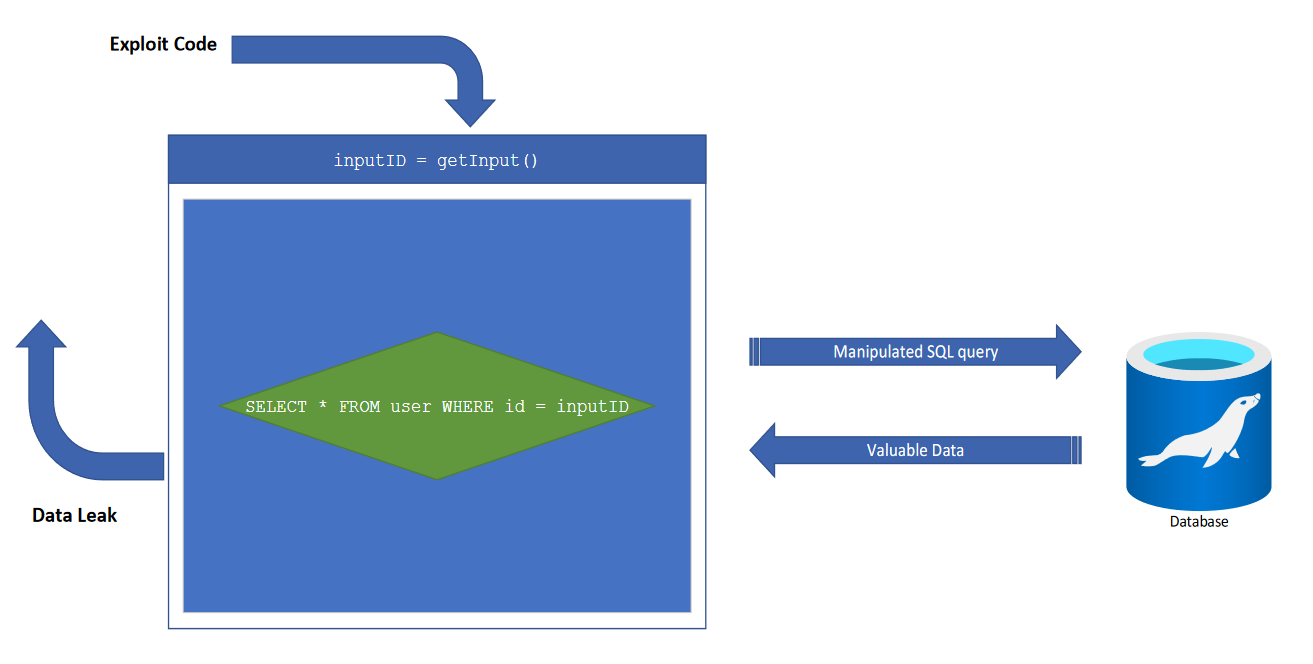 Exploit Code
inputID = getInput()
SELECT * FROM user WHERE id = inputID
Manipulated SQL query
Valuable Data
Data Leak
Database